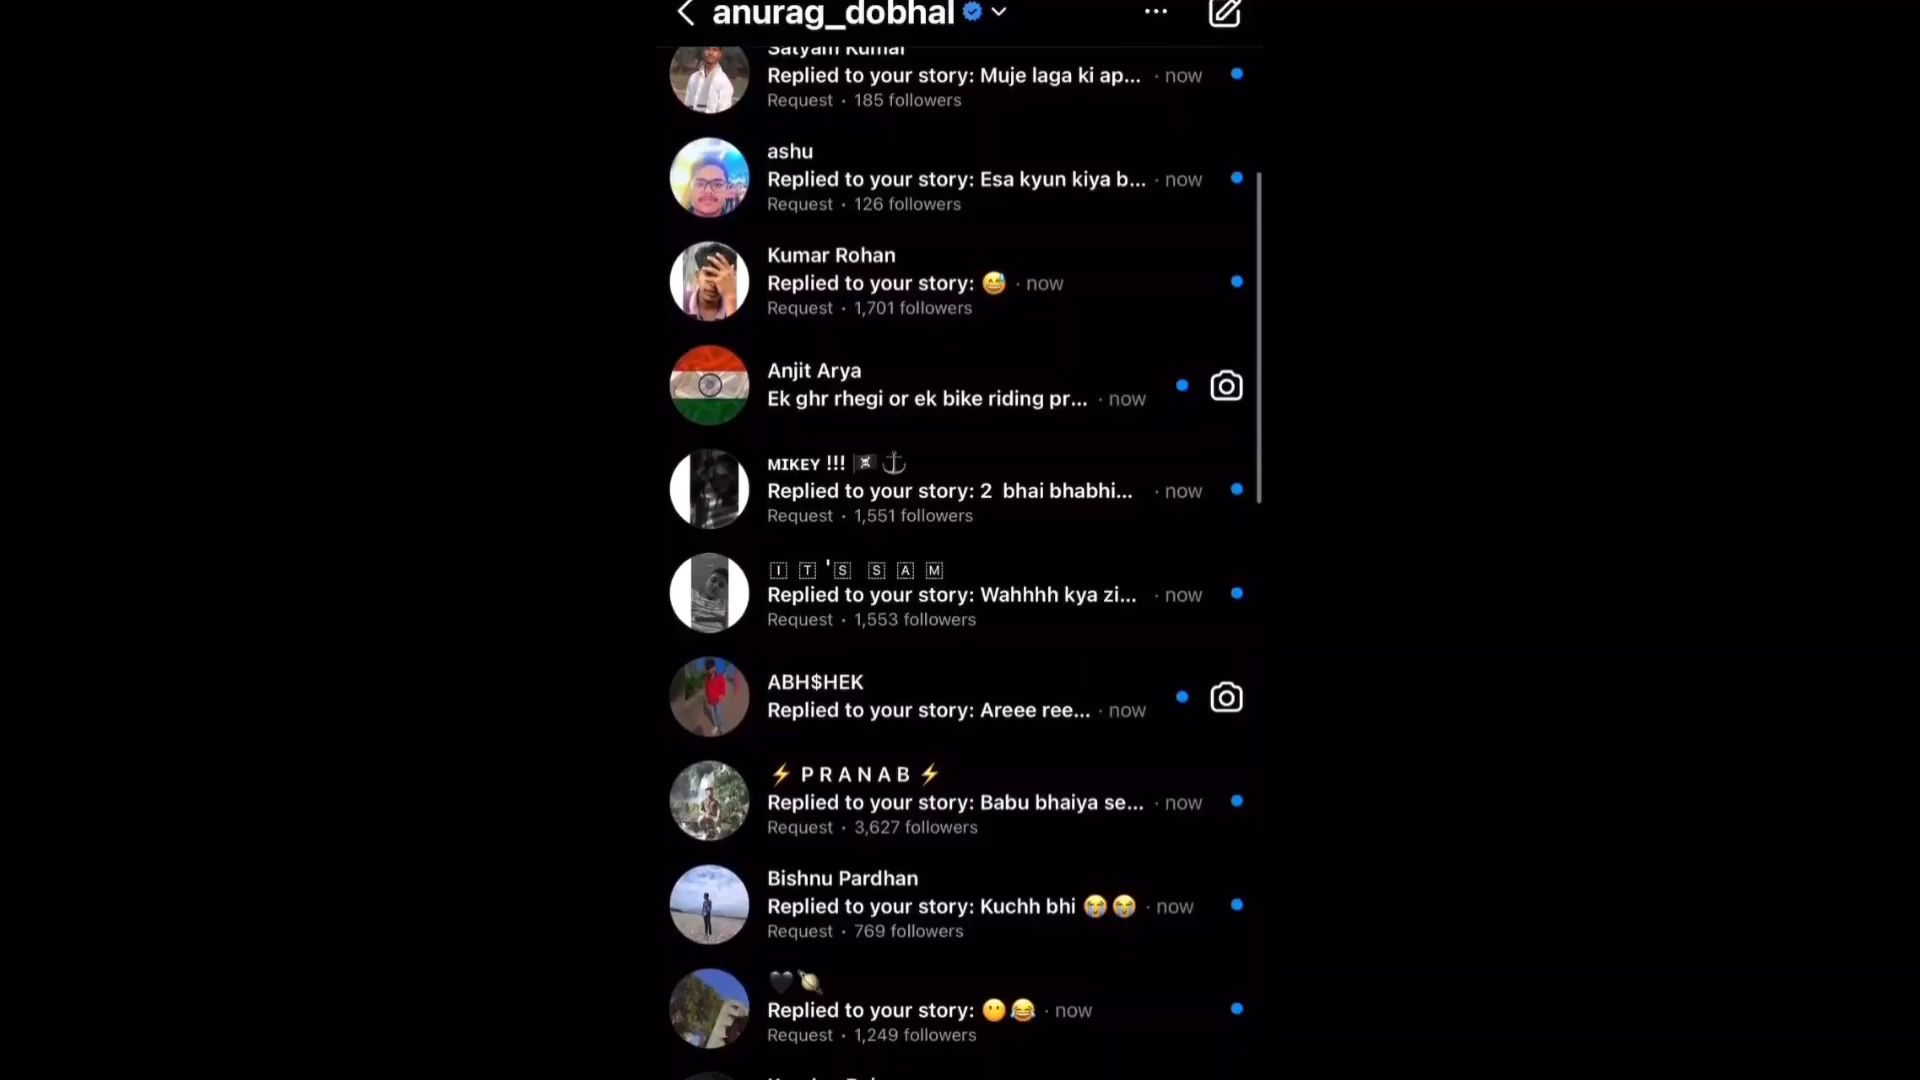 anurag_dobhal
Satyam Kumar
Replied to your story: Muje laga ki ap... · now
Request · 185 followers
ashu
Replied to your story: Esa kyun kiya b... · now
Request · 126 followers
Kumar Rohan
Replied to your story: 😅 · now
Request · 1,701 followers
Anjit Arya
Ek ghr rhegi or ek bike riding pr... · now
ᴍɪᴋᴇʏ !!! 🏴‍☠️⚓
Replied to your story: 2 bhai bhabhi... · now
Request · 1,551 followers
🄸 🅃 '🅂 🅂 🄰 🄼
Replied to your story: Wahhhh kya zi... · now
Request · 1,553 followers
ABH$HEK
Replied to your story: Areee ree... · now
⚡ P R A N A B ⚡
Replied to your story: Babu bhaiya se... · now
Request · 3,627 followers
Bishnu Pardhan
Replied to your story: Kuchh bhi 😭😭 · now
Request · 769 followers
🖤🪐
Replied to your story: 😶😂 · now
Request · 1,249 followers